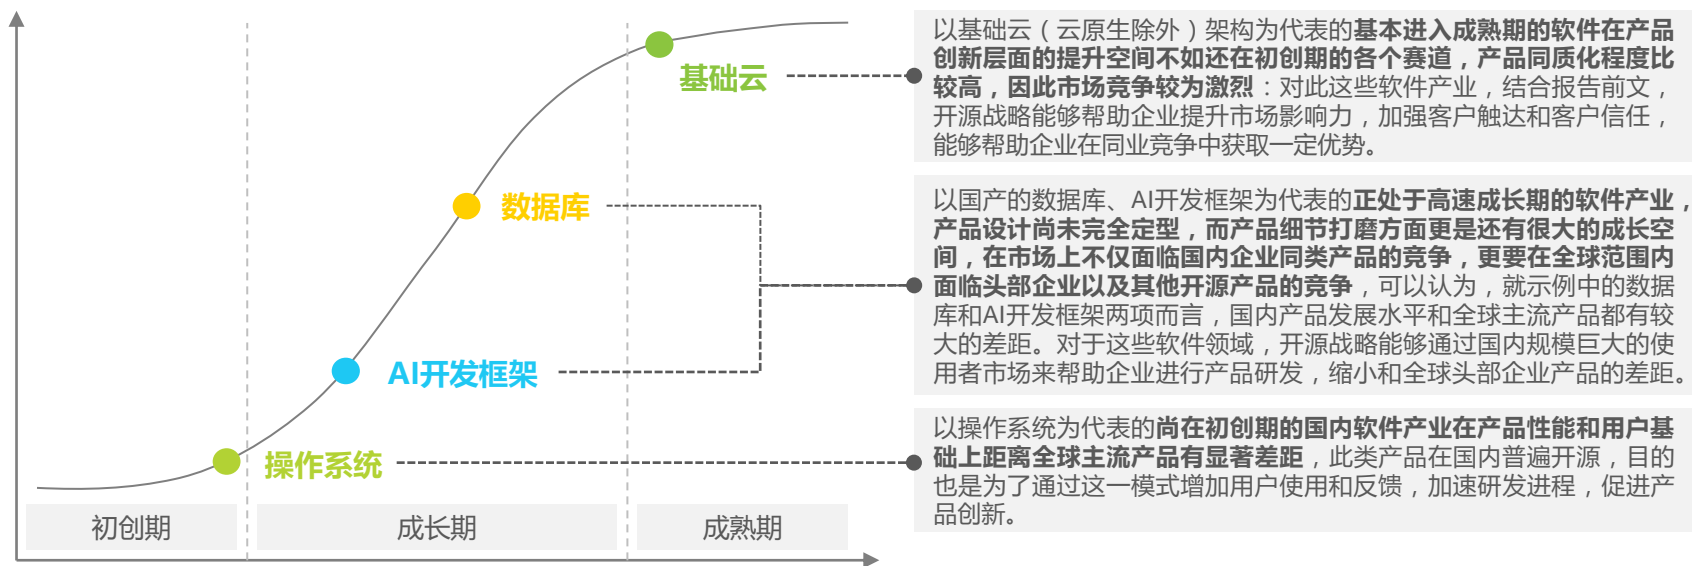 基础云
数据库
AI开发框架
操作系统
初创期
成长期
成熟期
以基础云（云原生除外）架构为代表的基本进入成熟期的软件在产品
创新层面的提升空间不如还在初创期的各个赛道，产品同质化程度比
较高，因此市场竞争较为激烈：对此这些软件产业，结合报告前文，
开源战略能够帮助企业提升市场影响力，加强客户触达和客户信任，
能够帮助企业在同业竞争中获取一定优势。
以国产的数据库、AI开发框架为代表的正处于高速成长期的软件产业，
产品设计尚未完全定型，而产品细节打磨方面更是还有很大的成长空
间，在市场上不仅面临国内企业同类产品的竞争，更要在全球范围内
面临头部企业以及其他开源产品的竞争，可以认为，就示例中的数据
库和AI开发框架两项而言，国内产品发展水平和全球主流产品都有较
大的差距。对于这些软件领域，开源战略能够通过国内规模巨大的使
用者市场来帮助企业进行产品研发，缩小和全球头部企业产品的差距。
以操作系统为代表的尚在初创期的国内软件产业在产品性能和用户基
础上距离全球主流产品有显著差距，此类产品在国内普遍开源，目的
也是为了通过这一模式增加用户使用和反馈，加速研发进程，促进产
品创新。